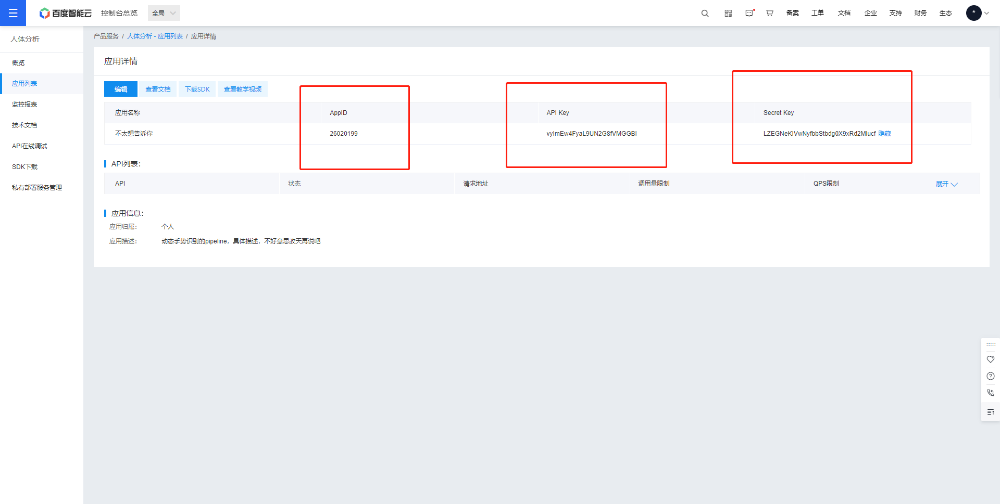 百度智能云 控制台总览 全局 备案 工单 文档 企业 支持 财务 生态
人体分析
概览
应用列表
监控报表
技术文档
API在线调试
SDK下载
私有部署服务管理
产品服务 / 人体分析 - 应用列表 / 应用详情
应用详情
编辑 查看文档 下载SDK 查看教学视频
应用名称 AppID API Key Secret Key
不太想告诉你 26020199 vylmEw4FyaL9UN2G8fVMGGBl LZEGNeKlVwNyfbbStbdg0X9xRd2Mlucf 隐藏
API列表：
API 状态 请求地址 调用量限制 QPS限制 展开
应用信息：
应用归属： 个人
应用描述： 动态手势识别的pipeline，具体描述，不好意思改天再说吧